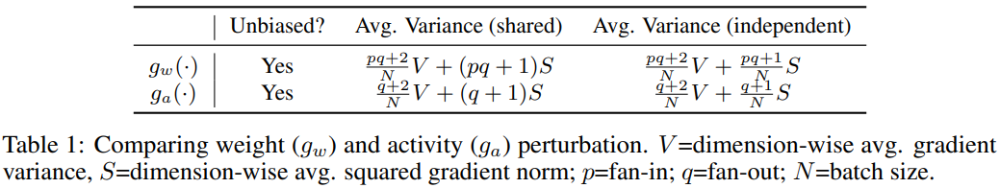 Unbiased? Avg. Variance (shared) Avg. Variance (independent)
g_w(·) Yes \frac{pq+2}{N}V + (pq + 1)S \frac{pq+2}{N}V + \frac{pq+1}{N}S
g_a(·) Yes \frac{q+2}{N}V + (q + 1)S \frac{q+2}{N}V + \frac{q+1}{N}S
Table 1: Comparing weight (g_w) and activity (g_a) perturbation. V=dimension-wise avg. gradient
variance, S=dimension-wise avg. squared gradient norm; p=fan-in; q=fan-out; N=batch size.